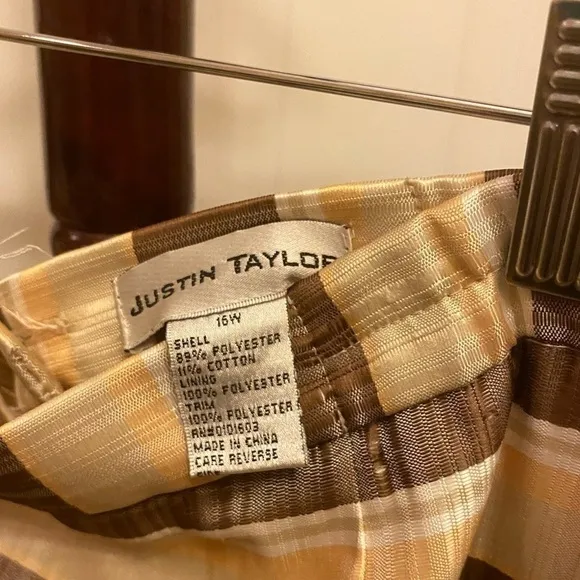 JUSTIN TAYLOR
16W
SHELL
89% POLYESTER
11% COTTON
LINING
100% POLYESTER
TRIM
100% POLYESTER
RN#0101603
MADE IN CHINA
CARE REVERSE